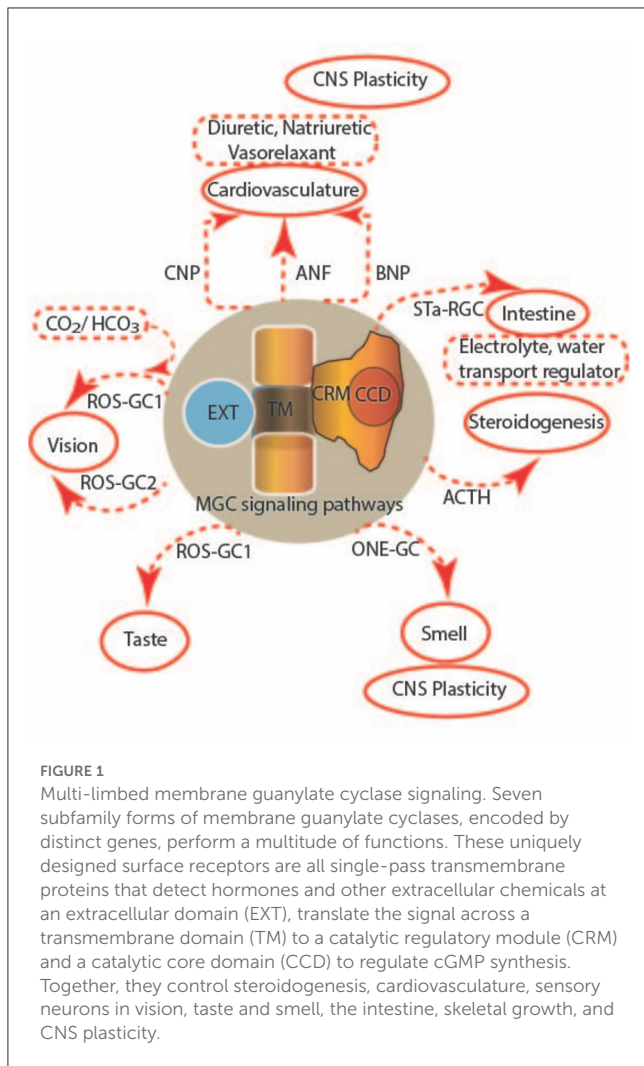 CNS Plasticity
Diuretic, Natriuretic
Vasorelaxant
Cardiovasculature
CNP
ANF
BNP
STa-RGC
Intestine
Electrolyte, water
transport regulator
CO2/ HCO3
ROS-GC1
Vision
ROS-GC2
EXT
TM
CRM
CCD
MGC signaling pathways
Steroidogenesis
ACTH
ROS-GC1
ONE-GC
Taste
Smell
CNS Plasticity
FIGURE 1
Multi-limbed membrane guanylate cyclase signaling. Seven
subfamily forms of membrane guanylate cyclases, encoded by
distinct genes, perform a multitude of functions. These uniquely
designed surface receptors are all single-pass transmembrane
proteins that detect hormones and other extracellular chemicals at
an extracellular domain (EXT), translate the signal across a
transmembrane domain (TM) to a catalytic regulatory module (CRM)
and a catalytic core domain (CCD) to regulate cGMP synthesis.
Together, they control steroidogenesis, cardiovasculature, sensory
neurons in vision, taste and smell, the intestine, skeletal growth, and
CNS plasticity.